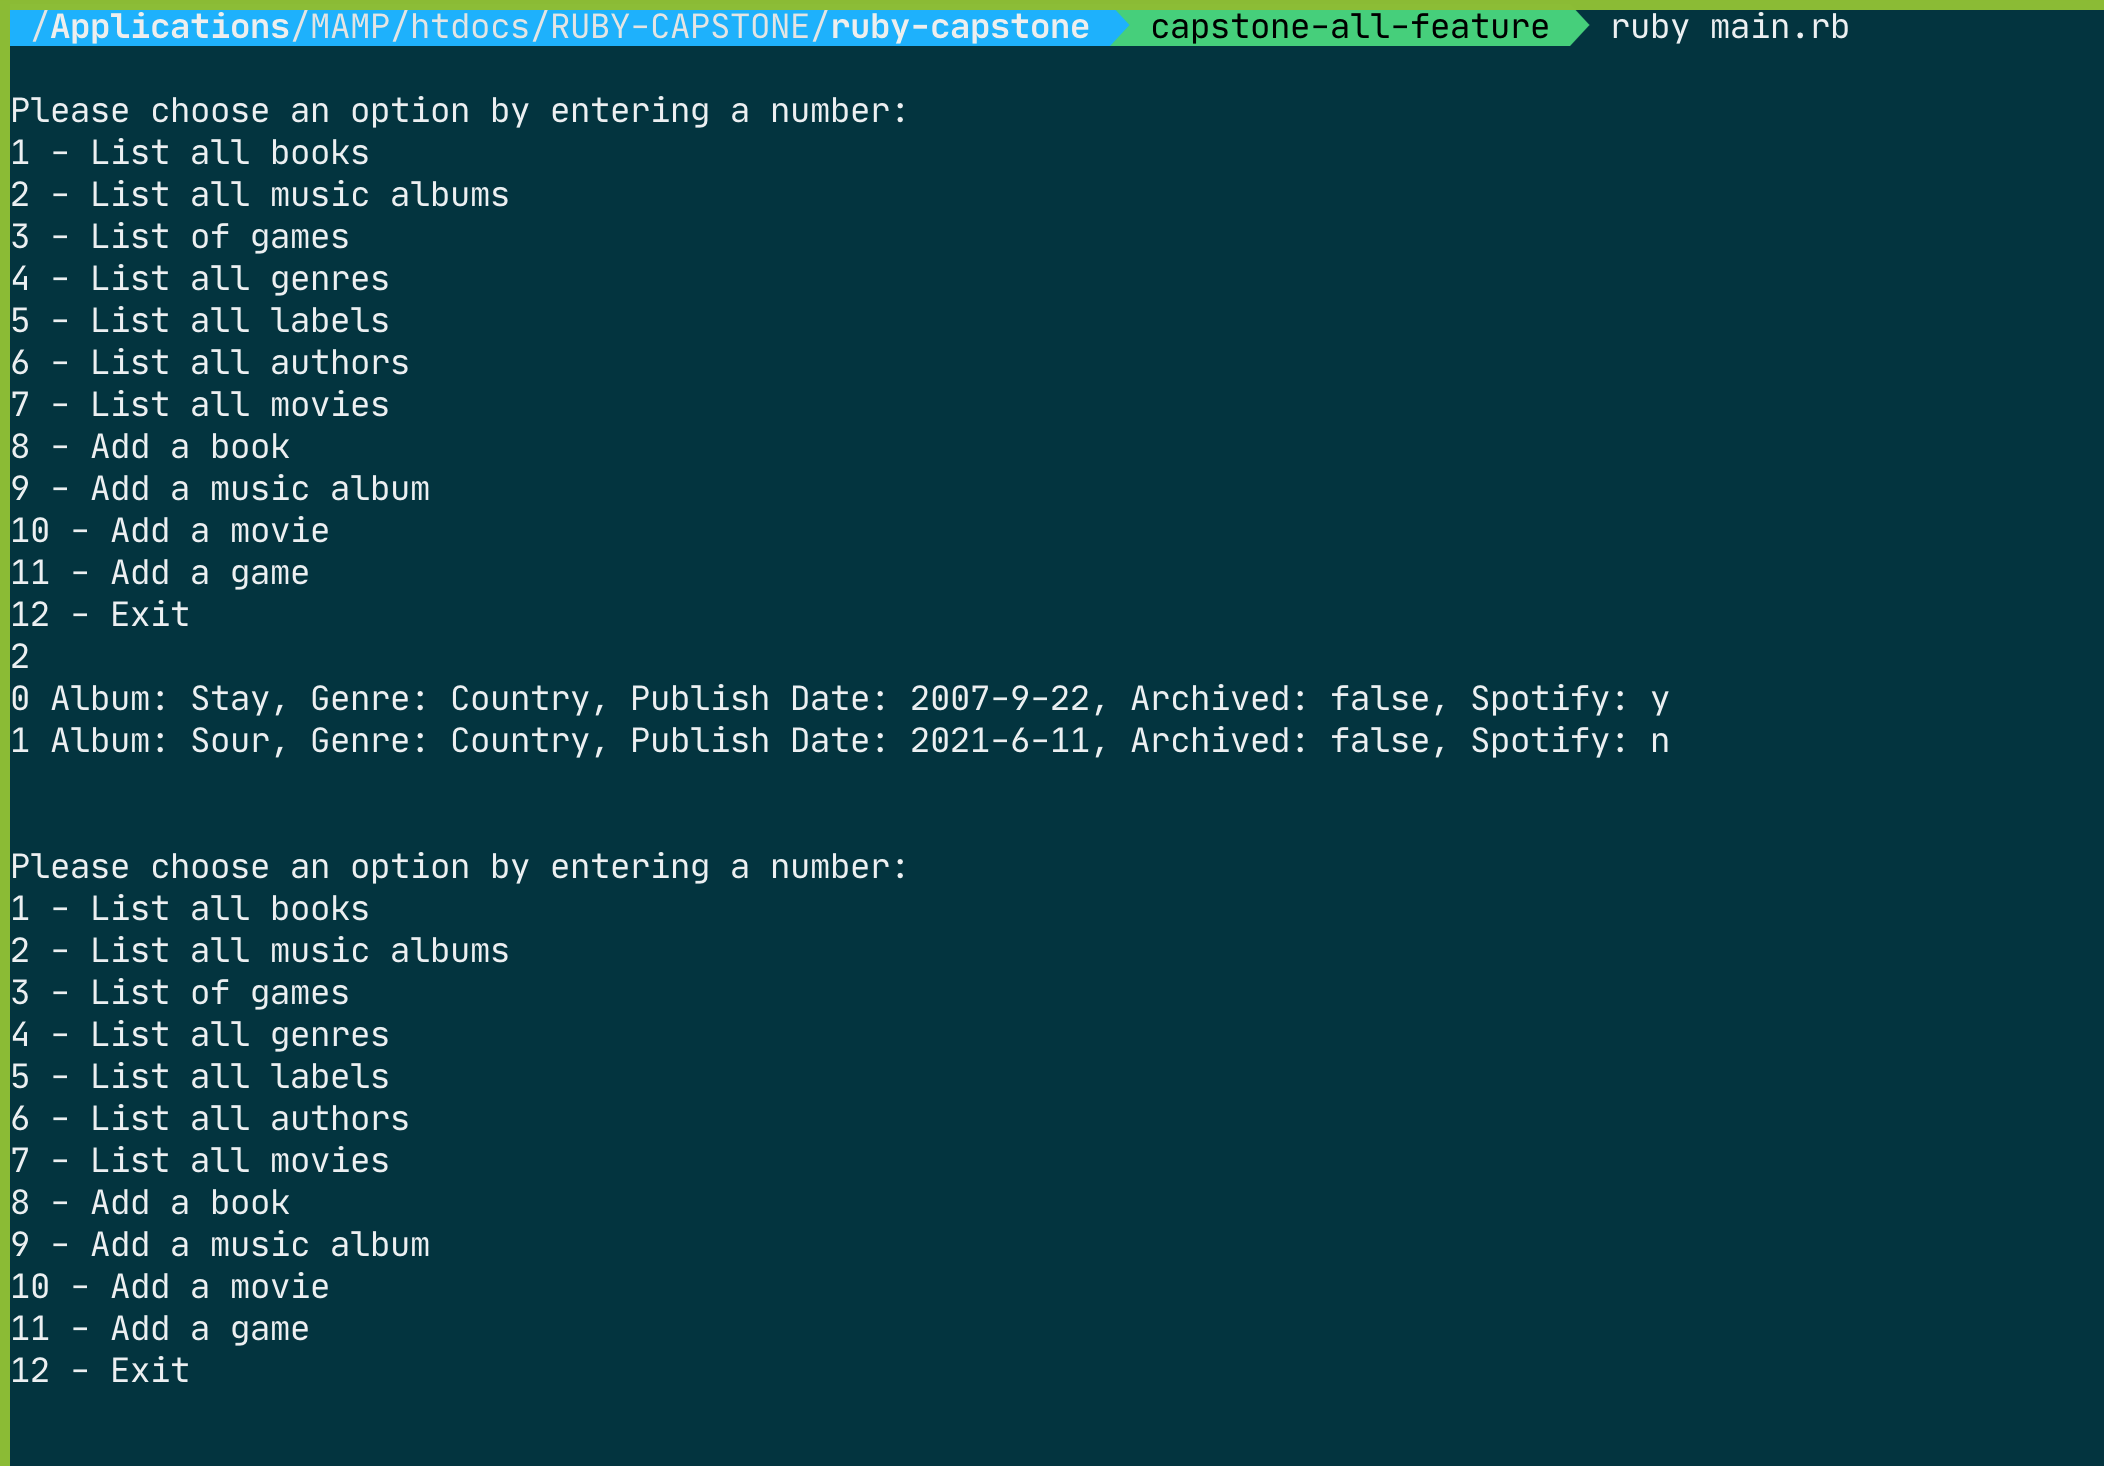 /Applications/MAMP/htdocs/RUBY-CAPSTONE/ruby-capstone capstone-all-feature ruby main.rb
Please choose an option by entering a number:
1 - List all books
2 - List all music albums
3 - List of games
4 - List all genres
5 - List all labels
6 - List all authors
7 - List all movies
8 - Add a book
9 - Add a music album
10 - Add a movie
11 - Add a game
12 - Exit
2
0 Album: Stay, Genre: Country, Publish Date: 2007-9-22, Archived: false, Spotify: y
1 Album: Sour, Genre: Country, Publish Date: 2021-6-11, Archived: false, Spotify: n
Please choose an option by entering a number:
1 - List all books
2 - List all music albums
3 - List of games
4 - List all genres
5 - List all labels
6 - List all authors
7 - List all movies
8 - Add a book
9 - Add a music album
10 - Add a movie
11 - Add a game
12 - Exit